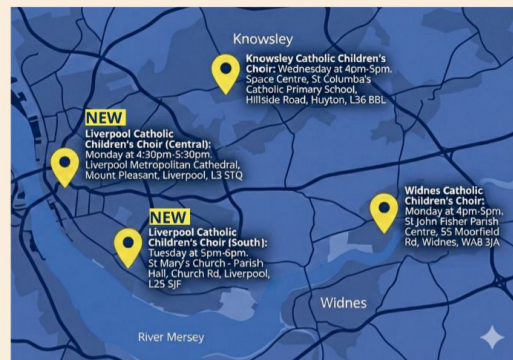 Knowsley
Knowsley Catholic Children's
Choir: Wednesday at 4pm-5pm.
Space Centre, St Columba's
Catholic Primary School,
Hillside Road, Huyton, L36 BBL
NEW
Liverpool Catholic
Children's Choir (Central):
Monday at 4:30pm-5:30pm.
Liverpool Metropolitan Cathedral,
Mount Pleasant, Liverpool, L3 STQ
NEW
Liverpool Catholic
Children's Choir (South):
Tuesday at 5pm-6pm.
St Mary's Church - Parish
Hall, Church Rd, Liverpool,
L25 SJF
Widnes Catholic
Children's Choir:
Monday at 4pm-5pm.
St John Fisher Parish
Centre, 55 Moorfield
Rd, Widnes, WAB 3JA
Widnes
River Mersey